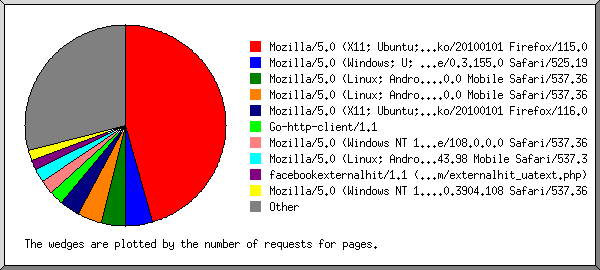 Mozilla/5.0 (X11; Ubuntu;...ko/20100101 Firefox/115.0
Mozilla/5.0 (Windows; U; ...e/0.3.155.0 Safari/525.19
Mozilla/5.0 (Linux; Andro....0.0 Mobile Safari/537.36
Mozilla/5.0 (Linux; Andro....0.0 Mobile Safari/537.36
Mozilla/5.0 (X11; Ubuntu;...ko/20100101 Firefox/116.0
Go-http-client/1.1
Mozilla/5.0 (Windows NT 1...e/108.0.0.0 Safari/537.36
Mozilla/5.0 (Linux; Andro...43.98 Mobile Safari/537.3
facebookexternalhit/1.1 (...m/externalhit_uatext.php)
Mozilla/5.0 (Windows NT 1....0.3904.108 Safari/537.36
Other
The wedges are plotted by the number of requests for pages.